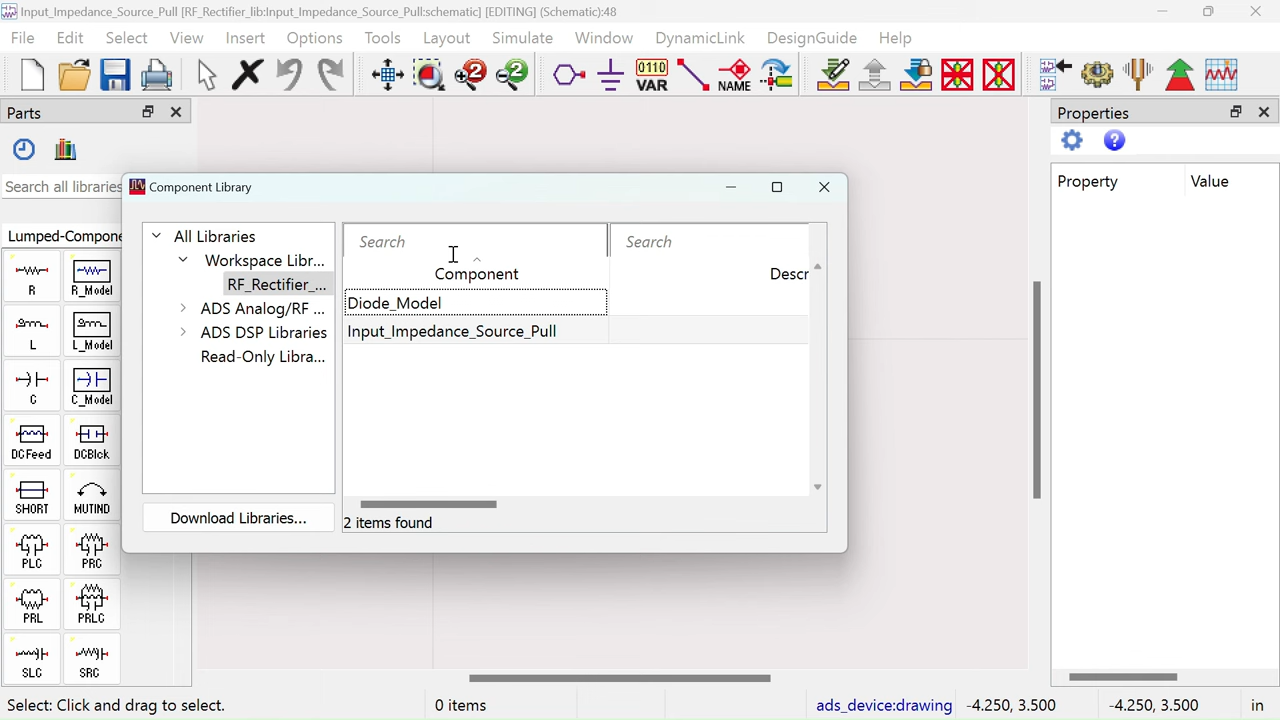 Input_Impedance_Source_Pull [RF_Rectifier_lib:Input_Impedance_Source_Pull:schematic] [EDITING] (Schematic):48
File Edit Select View Insert Options Tools Layout Simulate Window DynamicLink DesignGuide Help
2 2 0110 VAR NAME
Parts
Properties
?
Search all libraries
Component Library
Property Value
Lumped-Compone
All Libraries
Search Search
Workspace Libr...
Component Descr
RF_Rectifier_...
R R_Model
Diode_Model
ADS Analog/RF ...
Input_Impedance_Source_Pull
ADS DSP Libraries
L L_Model
Read-Only Libra...
C C_Model
DCFeed DCBlck
SHORT MUTIND
Download Libraries...
2 items found
PLC PRC
PRL PRLC
SLC SRC
Select: Click and drag to select. 0 items ads_device:drawing -4.250, 3.500 -4.250, 3.500 in